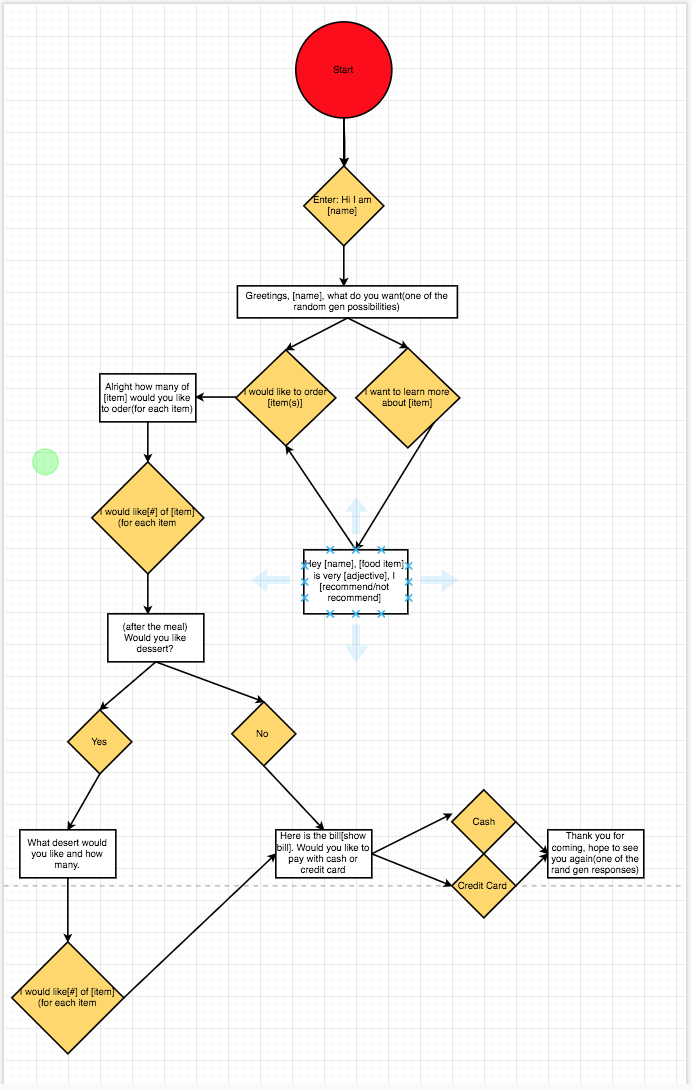 Start
Enter: Hi I am
[name]
Greetings, [name], what do you want(one of the
random gen possibilities)
Alright how many of
[item] would you like
to oder(for each item)
I would like to order
[item(s)]
I want to learn more
about [item]
I would like[#] of [item]
(for each item
Hey [name], [food item]
is very [adjective], I
[recommend/not
recommend]
(after the meal)
Would you like
dessert?
Yes
No
What desert would
you like and how
many.
Here is the bill[show
bill]. Would you like to
pay with cash or
credit card
Cash
Credit Card
Thank you for
coming, hope to see
you again(one of the
rand gen responses)
I would like[#] of [item]
(for each item